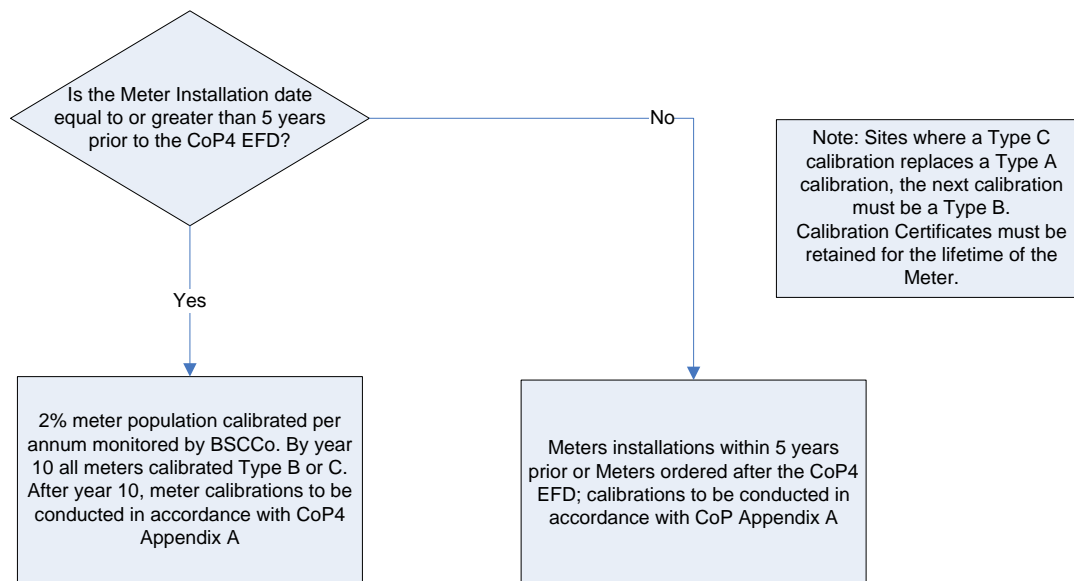 Is the Meter Installation date
equal to or greater than 5 years
prior to the CoP4 EFD?
No
Note: Sites where a Type C
calibration replaces a Type A
calibration, the next calibration
must be a Type B.
Calibration Certificates must be
retained for the lifetime of the
Meter.
Yes
2% meter population calibrated per
annum monitored by BSCCo. By year
10 all meters calibrated Type B or C.
After year 10, meter calibrations to be
conducted in accordance with CoP4
Appendix A
Meters installations within 5 years
prior or Meters ordered after the CoP4
EFD; calibrations to be conducted in
accordance with CoP Appendix A